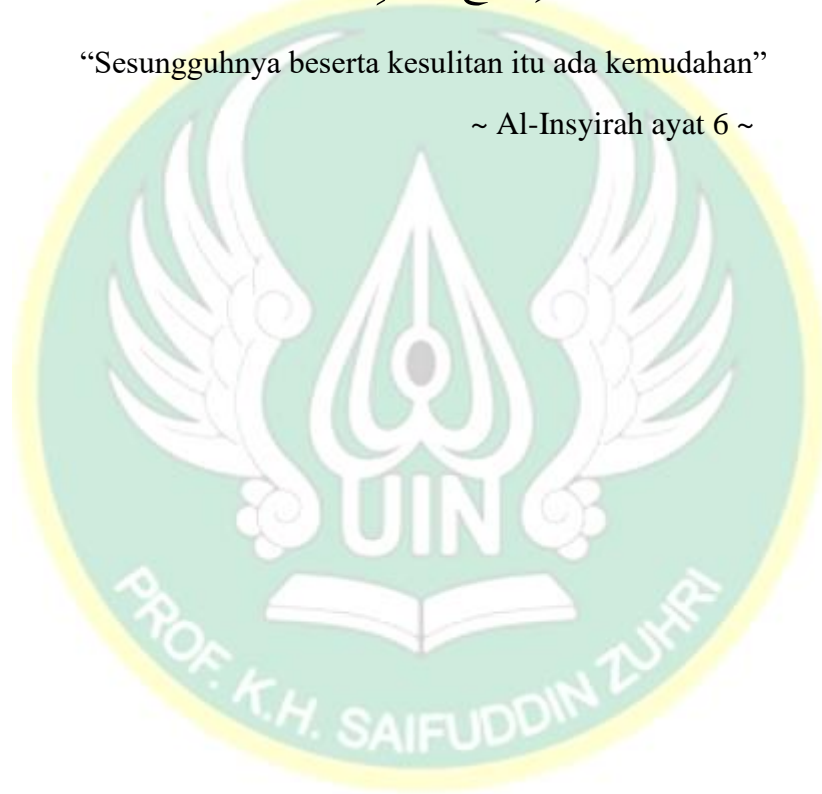 “Sesungguhnya beserta kesulitan itu ada kemudahan”
~ Al-Insyirah ayat 6 ~
UIN
PROF. K.H. SAIFUDDIN ZUHRI